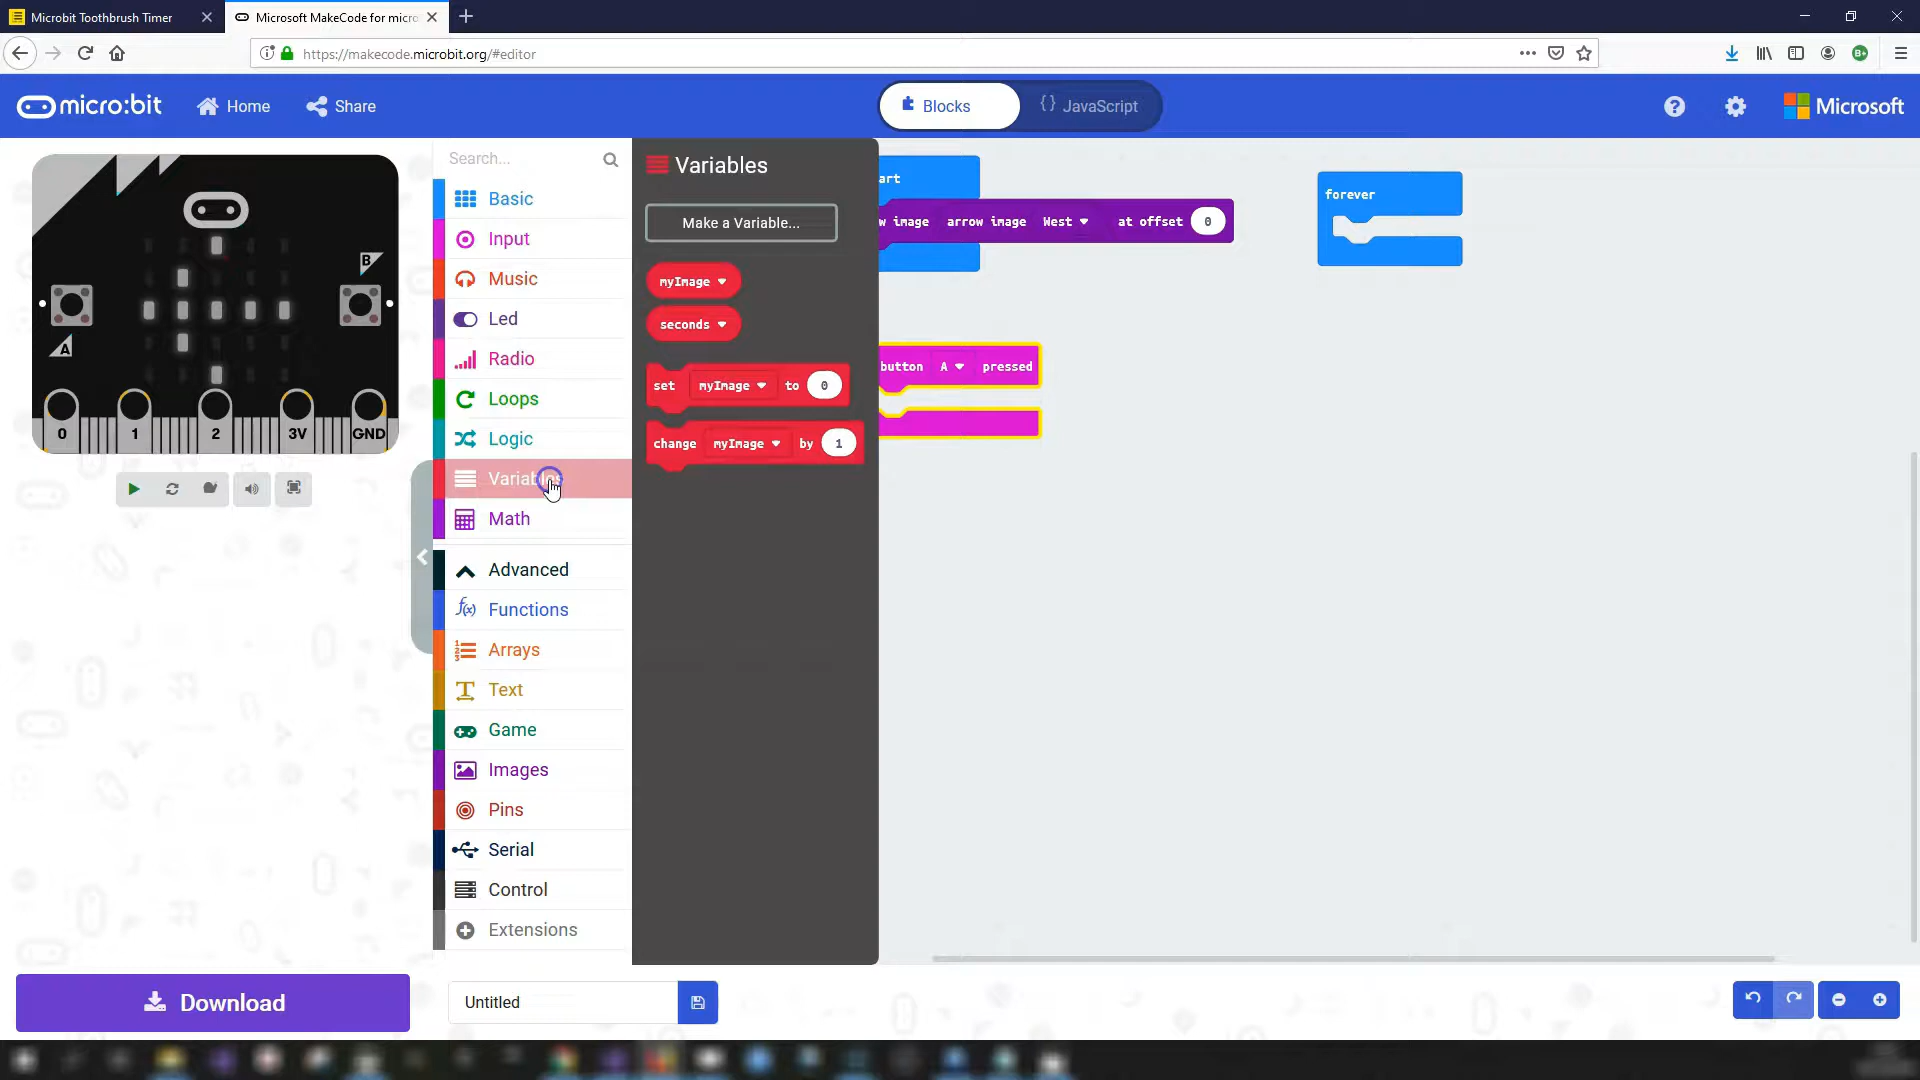 Microbit Toothbrush Timer
Microsoft MakeCode for micro
https://makecode.microbit.org/#editor
B+
micro:bit
Home
Share
Blocks
{} JavaScript
?
Microsoft
Search...
Basic
Input
Music
Led
Radio
Loops
Logic
Variables
Math
Advanced
Functions
Arrays
Text
Game
Images
Pins
Serial
Control
Extensions
Variables
Make a Variable...
myImage
seconds
set myImage to 0
change myImage by 1
art
w image arrow image West at offset 0
forever
button A pressed
B
A
0 1 2 3V GND
Download
Untitled